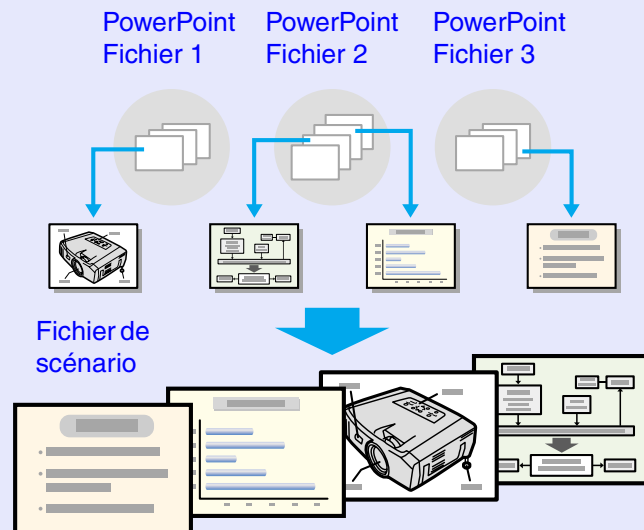 PowerPoint
Fichier 1
PowerPoint
Fichier 2
PowerPoint
Fichier 3
Fichier de
scénario